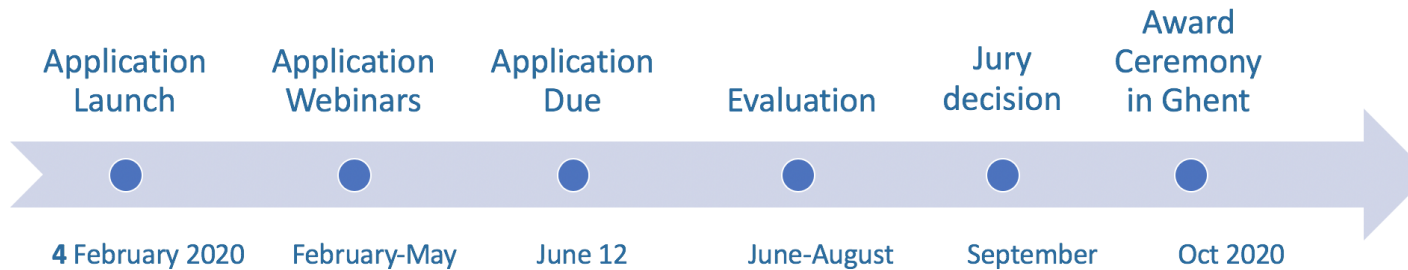 Application
Launch
Application
Webinars
Application
Due
Evaluation
Jury
decision
Award
Ceremony
in Ghent
4 February 2020
February-May
June 12
June-August
September
Oct 2020